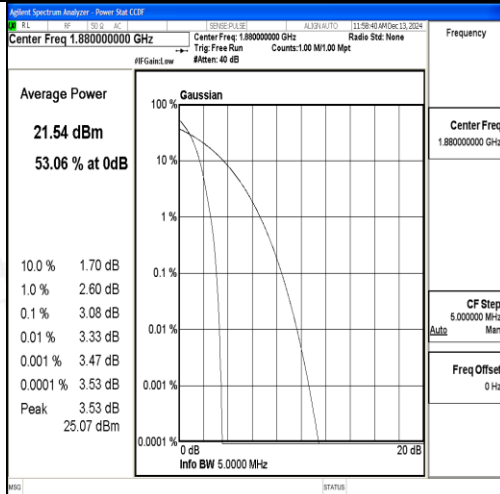 Agilent Spectrum Analyzer - Power Stat CCDF
RL RF 50 Ω AC SENSE:PULSE ALIGNAUTO 11:58:40 AM Dec 13, 2024
Center Freq 1.880000000 GHz
Center Freq: 1.880000000 GHz
Radio Std: None
Trig: Free Run
Counts:1.00 M/1.00 Mpt
#IFGain:Low
#Atten: 40 dB
Frequency
Average Power
21.54 dBm
53.06 % at 0dB
10.0 % 1.70 dB
1.0 % 2.60 dB
0.1 % 3.08 dB
0.01 % 3.33 dB
0.001 % 3.47 dB
0.0001 % 3.53 dB
Peak 3.53 dB
25.07 dBm
Gaussian
100 %
10 %
1 %
0.1 %
0.01 %
0.001 %
0.0001 %
0 dB
20 dB
Info BW 5.0000 MHz
Center Freq
1.880000000 GHz
CF Step
5.000000 MHz
Auto Man
Freq Offset
0 Hz
MSG
STATUS